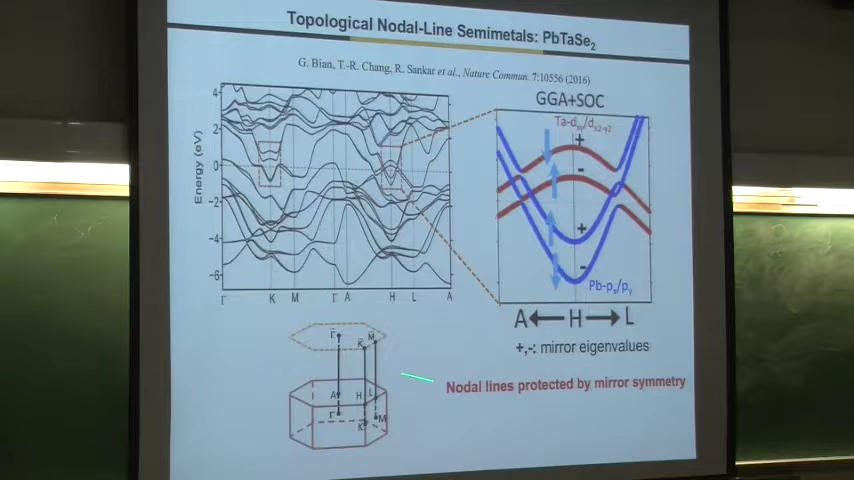 Topological Nodal-Line Semimetals: PbTaSe2
G. Bian, T.-R. Chang, R. Sankar et al., Nature Commun. 7:10556 (2016)
GGA+SOC
Ta-dxy/dx2-y2
+
-
+
-
Pb-px/py
A H L
+,-: mirror eigenvalues
Nodal lines protected by mirror symmetry
Energy (eV)
4
2
0
-2
-4
-6
Γ K M Γ A H L A
Γ̄ M̄
K̄
A H L
Γ M
K